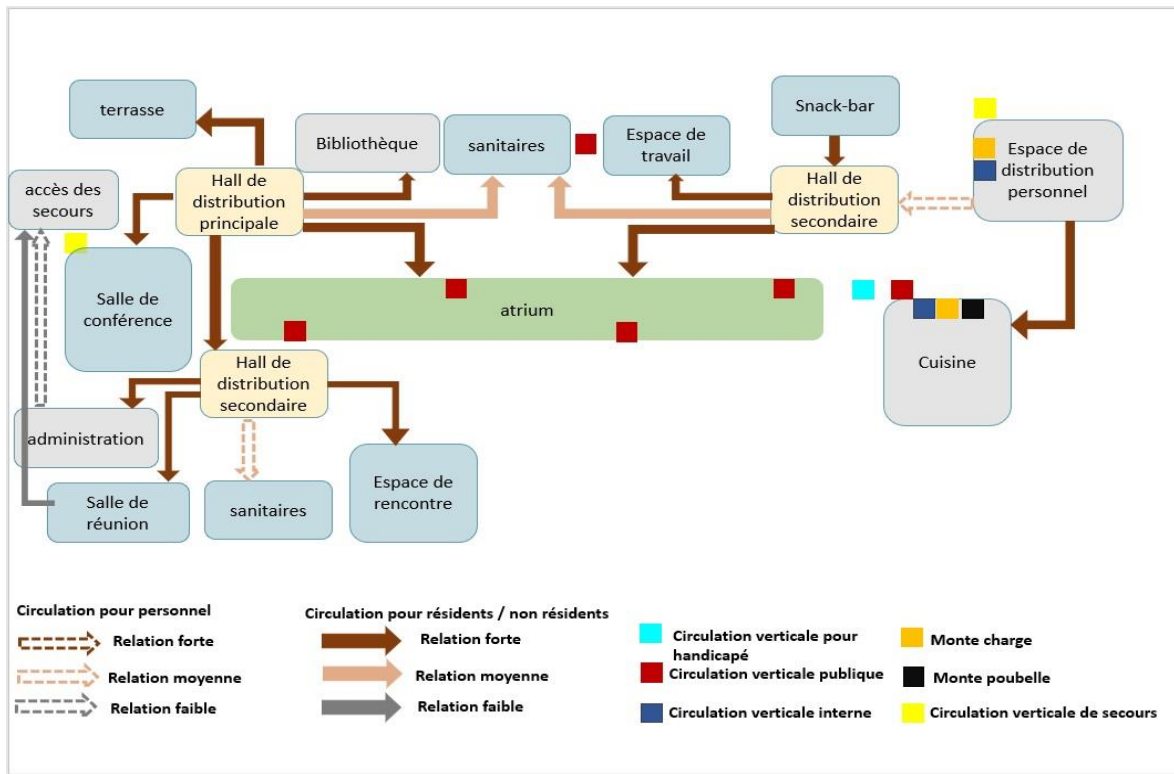 terrasse
Snack-bar
Bibliothèque
sanitaires
Espace de
travail
Espace de
distribution
personnel
accès des
secours
Hall de
distribution
principale
Hall de
distribution
secondaire
Salle de
conférence
atrium
Cuisine
Hall de
distribution
secondaire
administration
Salle de
réunion
sanitaires
Espace de
rencontre
Circulation pour personnel
Relation forte
Relation moyenne
Relation faible
Circulation pour résidents / non résidents
Relation forte
Relation moyenne
Relation faible
Circulation verticale pour
handicapé
Circulation verticale publique
Circulation verticale interne
Monte charge
Monte poubelle
Circulation verticale de secours